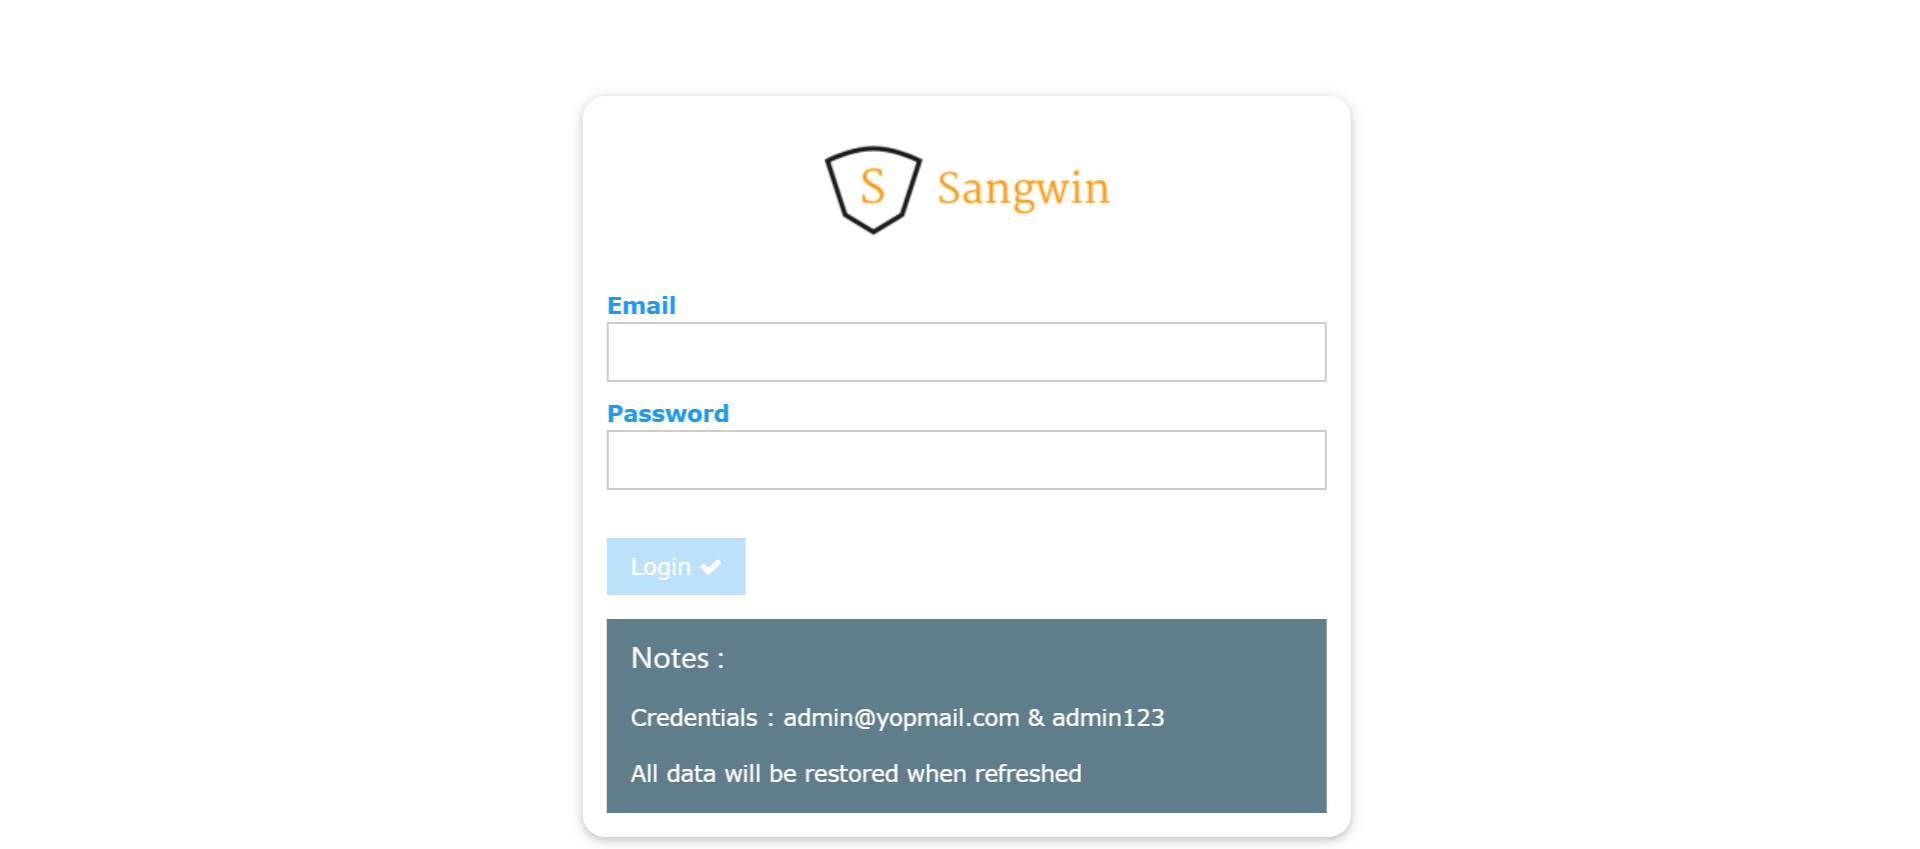 S Sangwin
Email
Password
Login
Notes :
Credentials : admin@yopmail.com & admin123
All data will be restored when refreshed